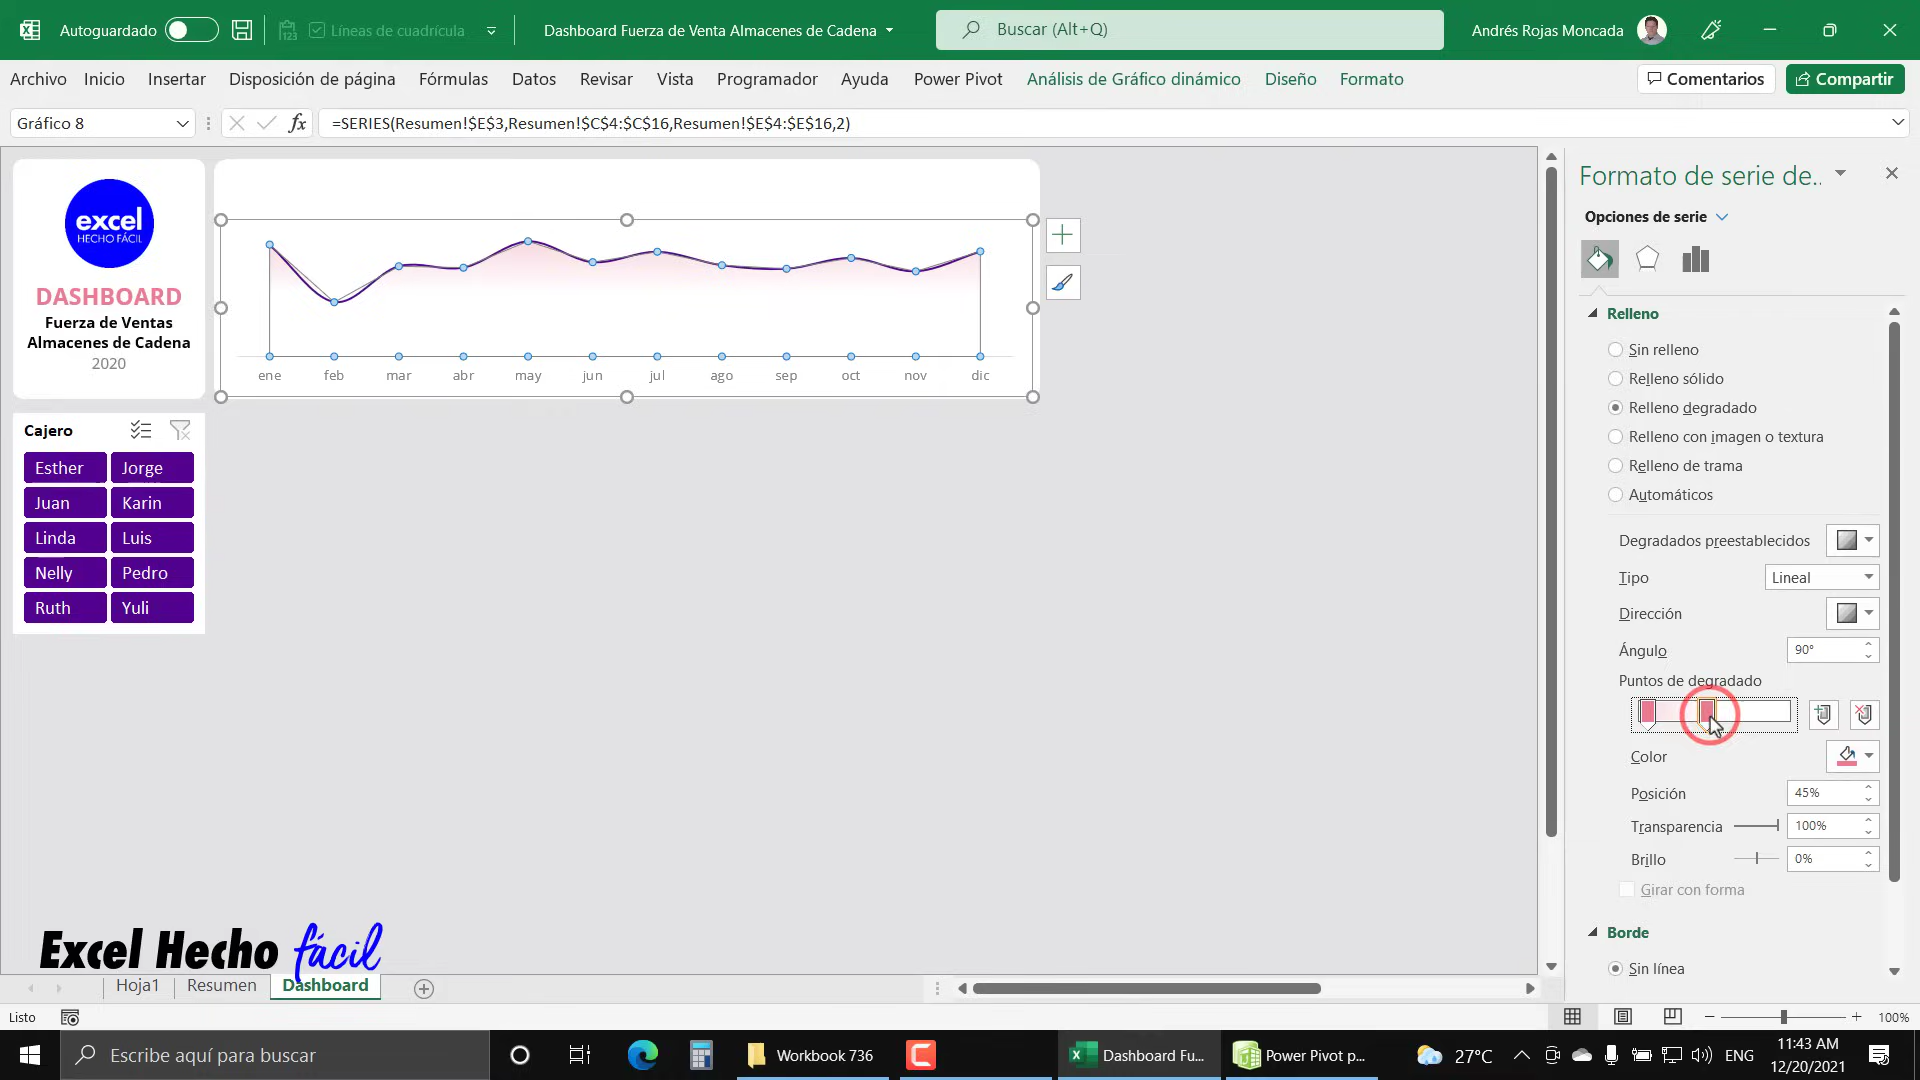 Autoguardado
Líneas de cuadrícula
Dashboard Fuerza de Venta Almacenes de Cadena
Buscar (Alt+Q)
Andrés Rojas Moncada
Archivo Inicio Insertar Disposición de página Fórmulas Datos Revisar Vista Programador Ayuda Power Pivot Análisis de Gráfico dinámico Diseño Formato
Comentarios
Compartir
Gráfico 8
fx
=SERIES(Resumen!$E$3,Resumen!$C$4:$C$16,Resumen!$E$4:$E$16,2)
excel
HECHO FÁCIL
DASHBOARD
Fuerza de Ventas
Almacenes de Cadena
2020
ene feb mar abr may jun jul ago sep oct nov dic
Cajero
Esther Jorge
Juan Karin
Linda Luis
Nelly Pedro
Ruth Yuli
Formato de serie de..
Opciones de serie
Relleno
Sin relleno
Relleno sólido
Relleno degradado
Relleno con imagen o textura
Relleno de trama
Automáticos
Degradados preestablecidos
Tipo Lineal
Dirección
Ángulo 90°
Puntos de degradado
Color
Posición 45%
Transparencia 100%
Brillo 0%
Girar con forma
Borde
Sin línea
Excel Hecho fácil
Hoja1 Resumen Dashboard
Listo
100%
Escribe aquí para buscar
Workbook 736
Dashboard Fu...
Power Pivot p...
27°C
ENG
11:43 AM
12/20/2021